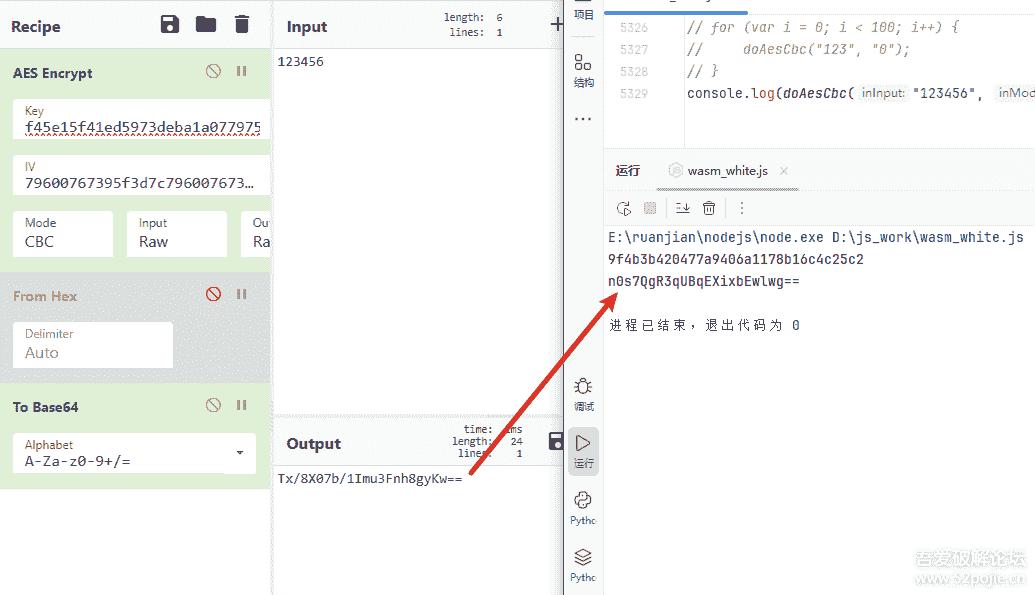 Recipe
AES Encrypt
Key
f45e15f41ed5973deba1a077975
IV
79600767395f3d7c796007673…
Mode
CBC
Input
Raw
Ou
Ra
From Hex
Delimiter
Auto
To Base64
Alphabet
A-Za-z0-9+/=
Input
length: 6
lines: 1
123456
Output
time: ms
length: 24
line: 1
Tx/8X07b/1Imu3Fnh8gyKw==
项目
结构
调试
运行
Pytho
Pytho
5326 // for (var i = 0; i < 100; i++) {
5327 // doAesCbc("123", "0");
5328 // }
5329 console.log(doAesCbc( inInput: "123456", inMod
运行 wasm_white.js
E:\ruanjian\nodejs\node.exe D:\js_work\wasm_white.js
9f4b3b420477a9406a1178b16c4c25c2
n0s7QgR3qUBqEXixbEwlwg==
进程已结束，退出代码为 0
吾爱破解论坛
www.52pojie.cn